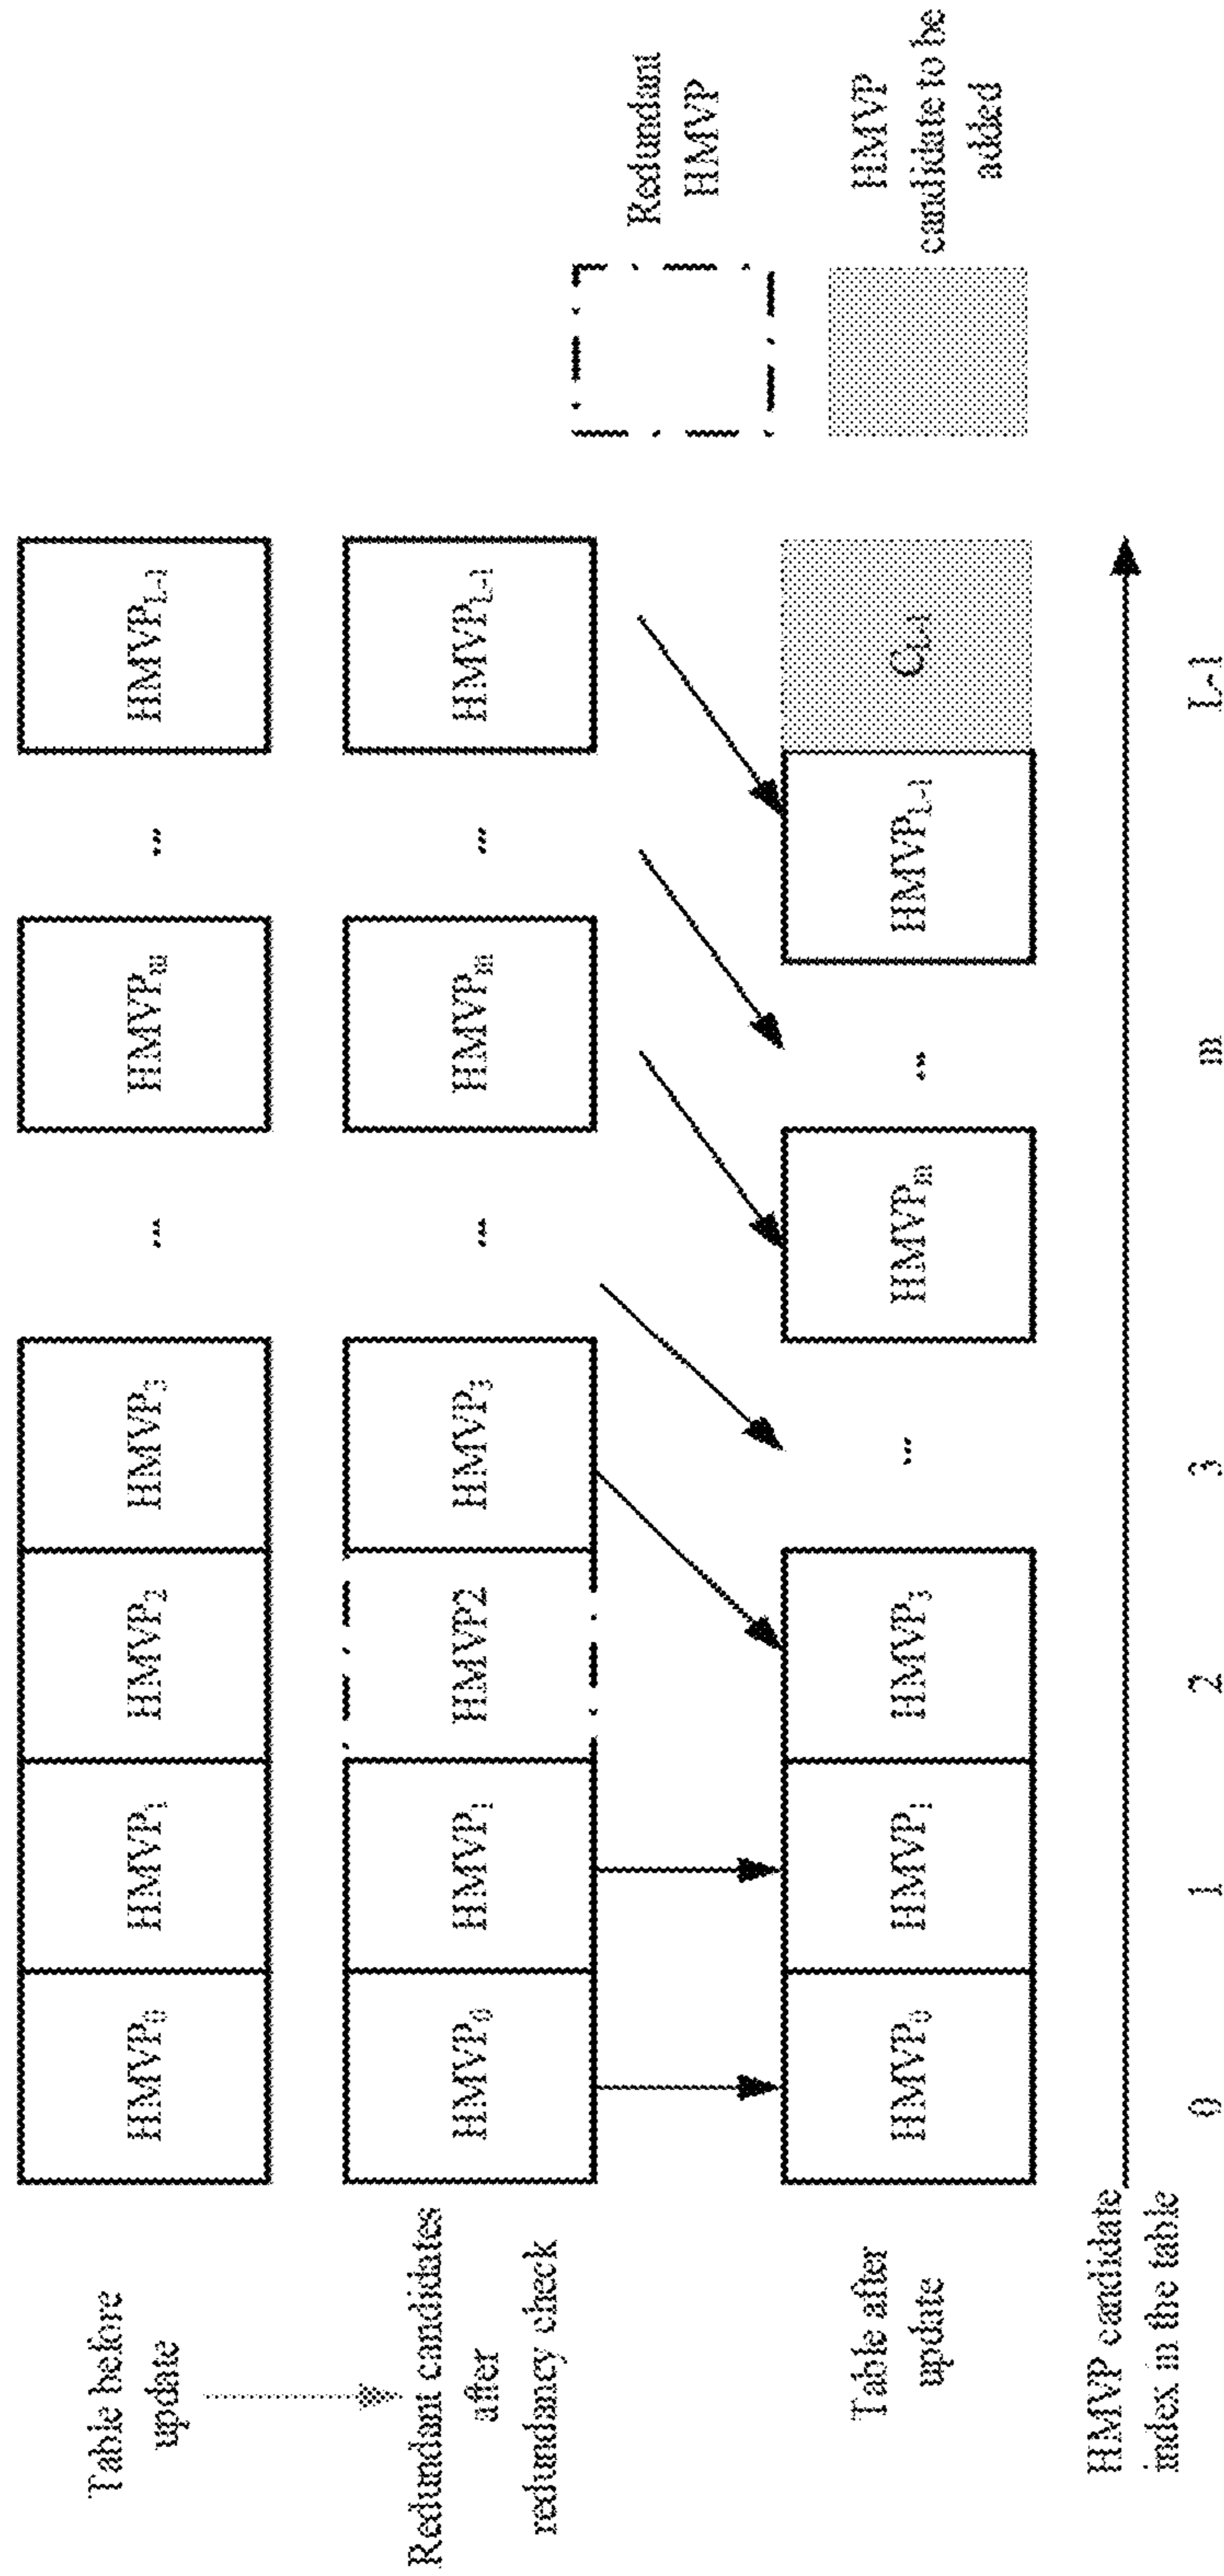 Table before
update
HMVP0
HMVP1
HMVP2
HMVP3
...
HMVPm
...
HMVPL-1
Redundant candidates
after
redundancy check
HMVP0
HMVP1
HMVP2
HMVP3
...
HMVPm
...
HMVPL-1
Redundant
HMVP
Table after
update
HMVP0
HMVP1
HMVP3
...
HMVPm
...
HMVPL-1
CL-1
HMVP
candidate to be
added
HMVP candidate
index in the table
0
1
2
3
m
L-1